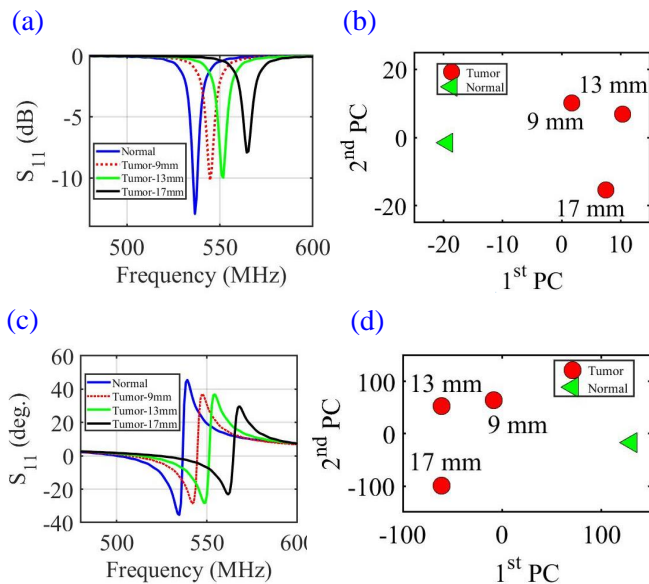 (a)
0
-5
-10
S11 (dB)
Normal
Tumor-9mm
Tumor-13mm
Tumor-17mm
500
550
600
Frequency (MHz)
(b)
20
0
-20
2nd PC
Tumor
Normal
13 mm
9 mm
17 mm
-20
-10
0
10
1st PC
(c)
60
40
20
0
-20
-40
S11 (deg.)
Normal
Tumor-9mm
Tumor-13mm
Tumor-17mm
500
550
600
Frequency (MHz)
(d)
100
0
-100
2nd PC
Tumor
Normal
13 mm
9 mm
17 mm
-100
0
100
1st PC